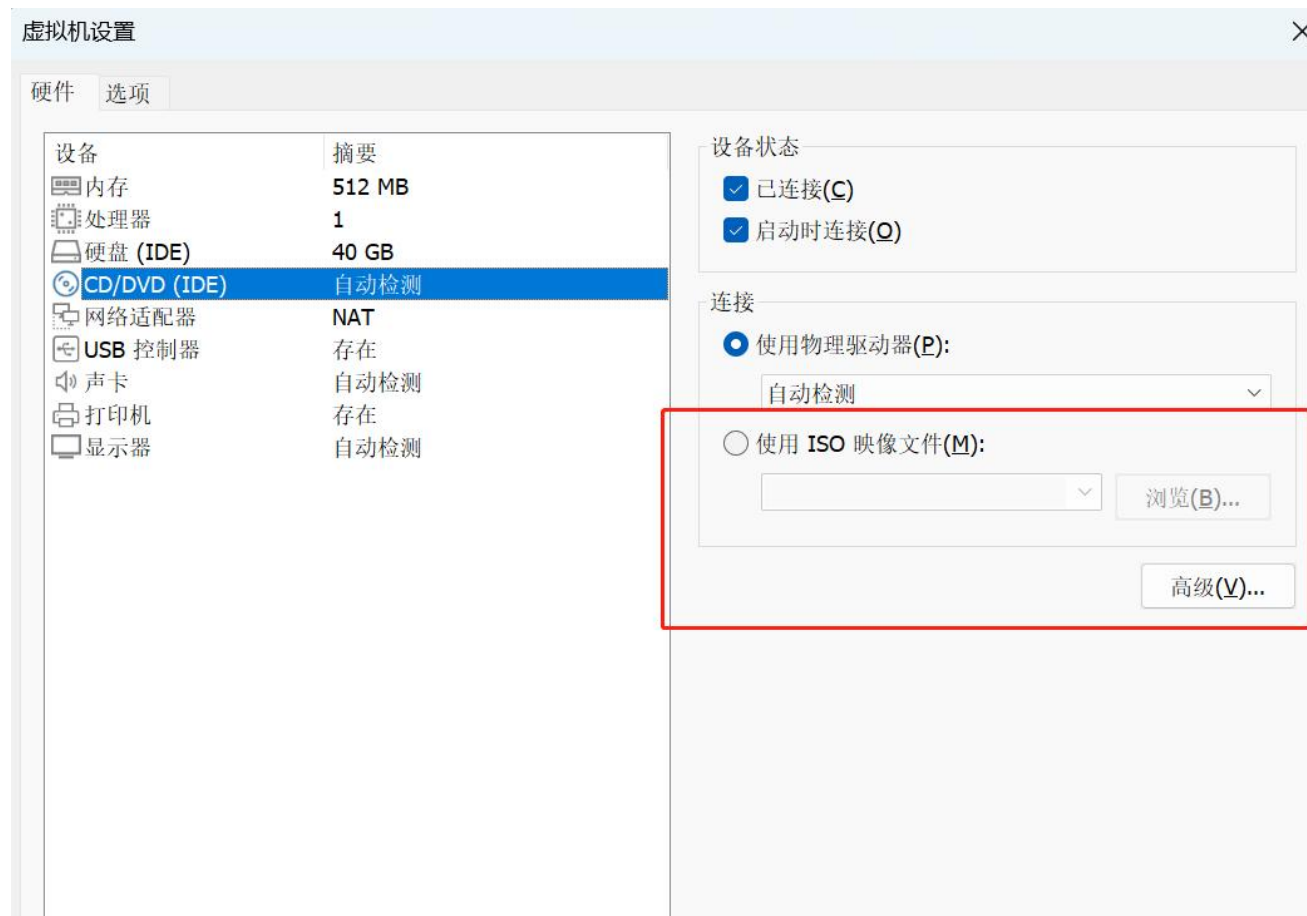 虚拟机设置
硬件 选项
设备 摘要
内存 512 MB
处理器 1
硬盘 (IDE) 40 GB
CD/DVD (IDE) 自动检测
网络适配器 NAT
USB 控制器 存在
声卡 自动检测
打印机 存在
显示器 自动检测
设备状态
已连接(C)
启动时连接(O)
连接
使用物理驱动器(P):
自动检测
使用 ISO 映像文件(M):
浏览(B)...
高级(V)...